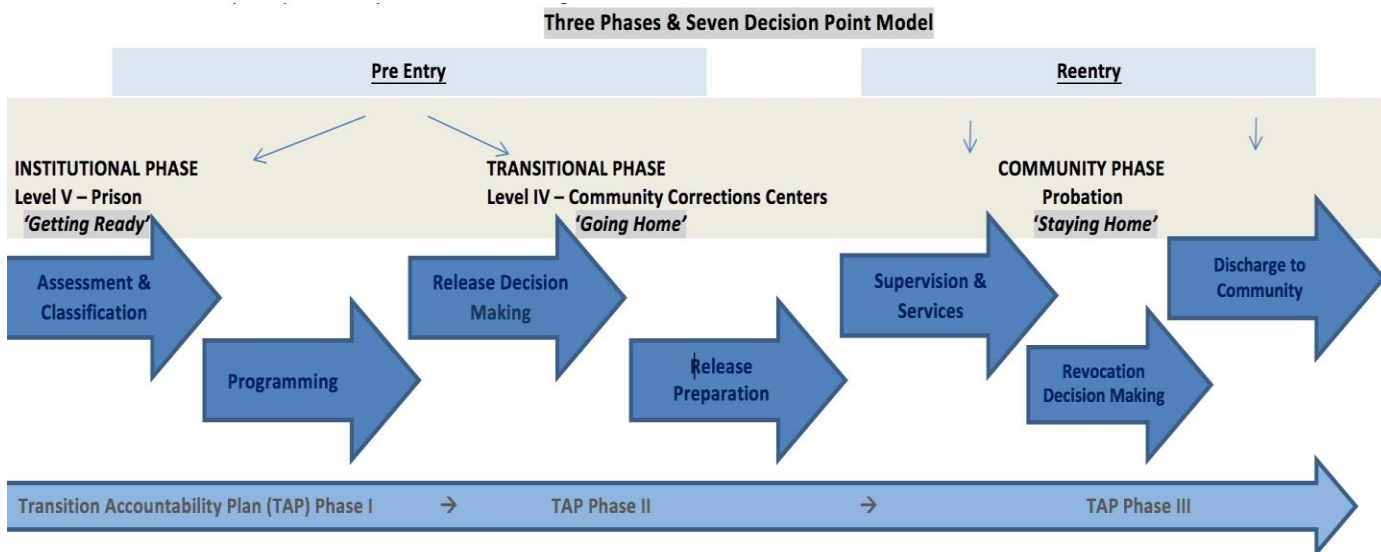 Three Phases & Seven Decision Point Model
Pre Entry
Reentry
INSTITUTIONAL PHASE
Level V – Prison
'Getting Ready'
TRANSITIONAL PHASE
Level IV – Community Corrections Centers
'Going Home'
COMMUNITY PHASE
Probation
'Staying Home'
Assessment &
Classification
Programming
Release Decision
Making
Release
Preparation
Supervision &
Services
Revocation
Decision Making
Discharge to
Community
Transition Accountability Plan (TAP) Phase I → TAP Phase II → TAP Phase III